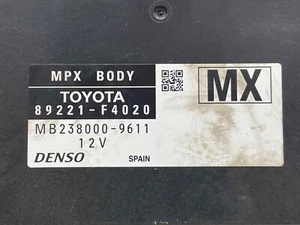 MPX BODY
TOYOTA
89221-F4020
MB238000-9611
12V
DENSO
SPAIN
MX